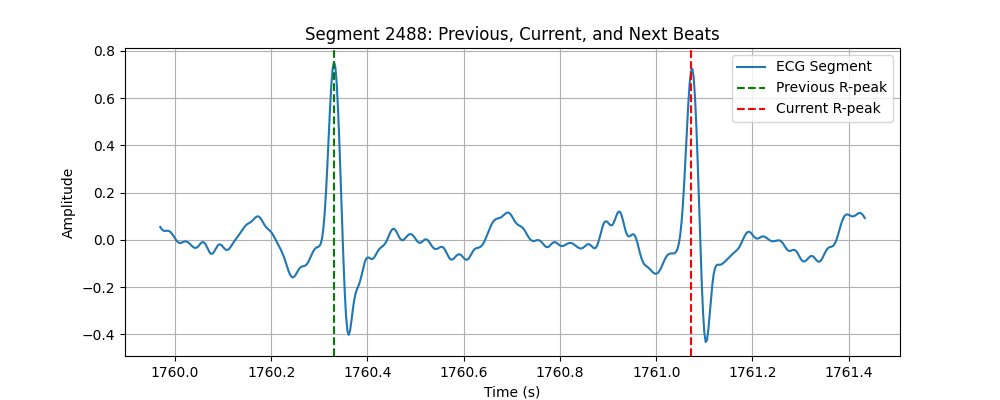 Segment 2488: Previous, Current, and Next Beats
ECG Segment
Previous R-peak
Current R-peak
Amplitude
0.8
0.6
0.4
0.2
0.0
−0.2
−0.4
1760.0 1760.2 1760.4 1760.6 1760.8 1761.0 1761.2 1761.4
Time (s)